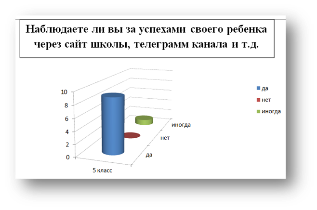 Наблюдаете ли вы за успехами своего ребенка
через сайт школы, телеграмм канала и т.д.
10
8
6
4
2
0
5 класс
да
нет
иногда
да
нет
иногда